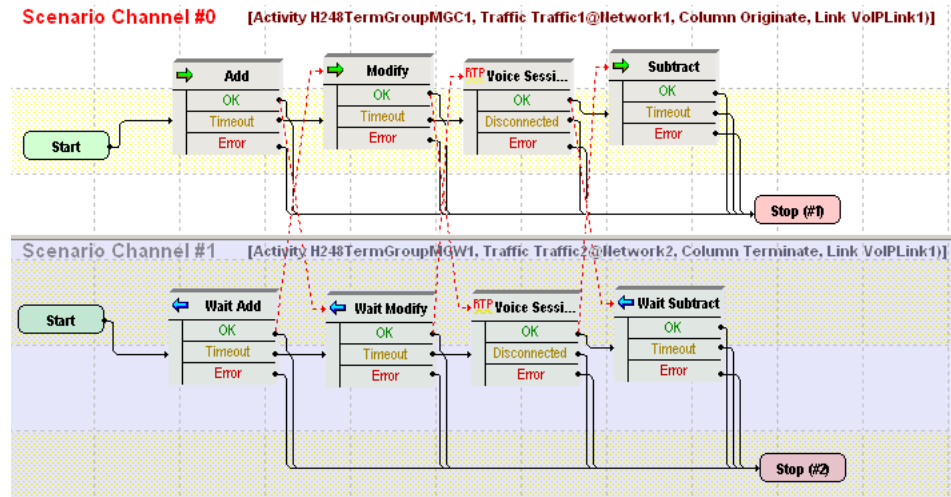 Scenario Channel #0 [Activity H248TermGroupMGC1, Traffic Traffic1@Network1, Column Originate, Link VoIPLink1)]
Add
OK
Timeout
Error
Modify
OK
Timeout
Error
RTP Voice Sessi...
OK
Disconnected
Error
Subtract
OK
Timeout
Error
Start
Stop (#1)
Scenario Channel #1 [Activity H248TermGroupMGW1, Traffic Traffic2@Network2, Column Terminate, Link VoIPLink1)]
Wait Add
OK
Timeout
Error
Wait Modify
OK
Timeout
Error
RTP Voice Sessi...
OK
Disconnected
Error
Wait Subtract
OK
Timeout
Error
Start
Stop (#2)